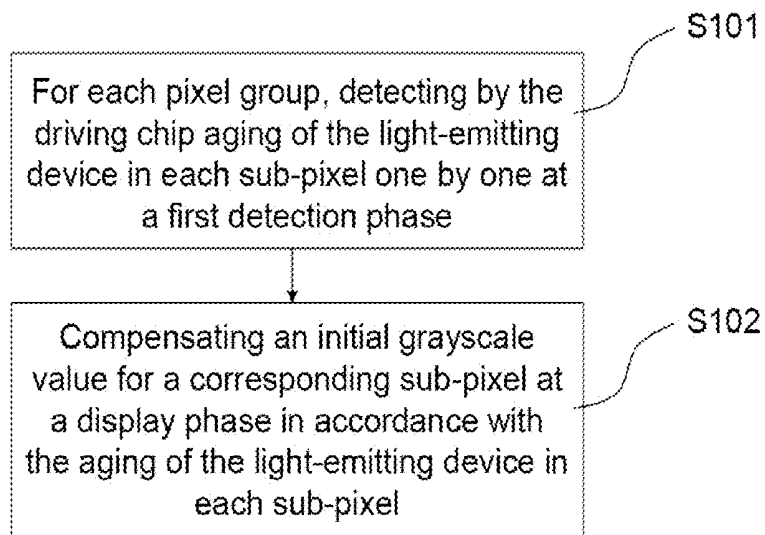 S101
For each pixel group, detecting by the
driving chip aging of the light-emitting
device in each sub-pixel one by one at
a first detection phase
S102
Compensating an initial grayscale
value for a corresponding sub-pixel at
a display phase in accordance with
the aging of the light-emitting device in
each sub-pixel